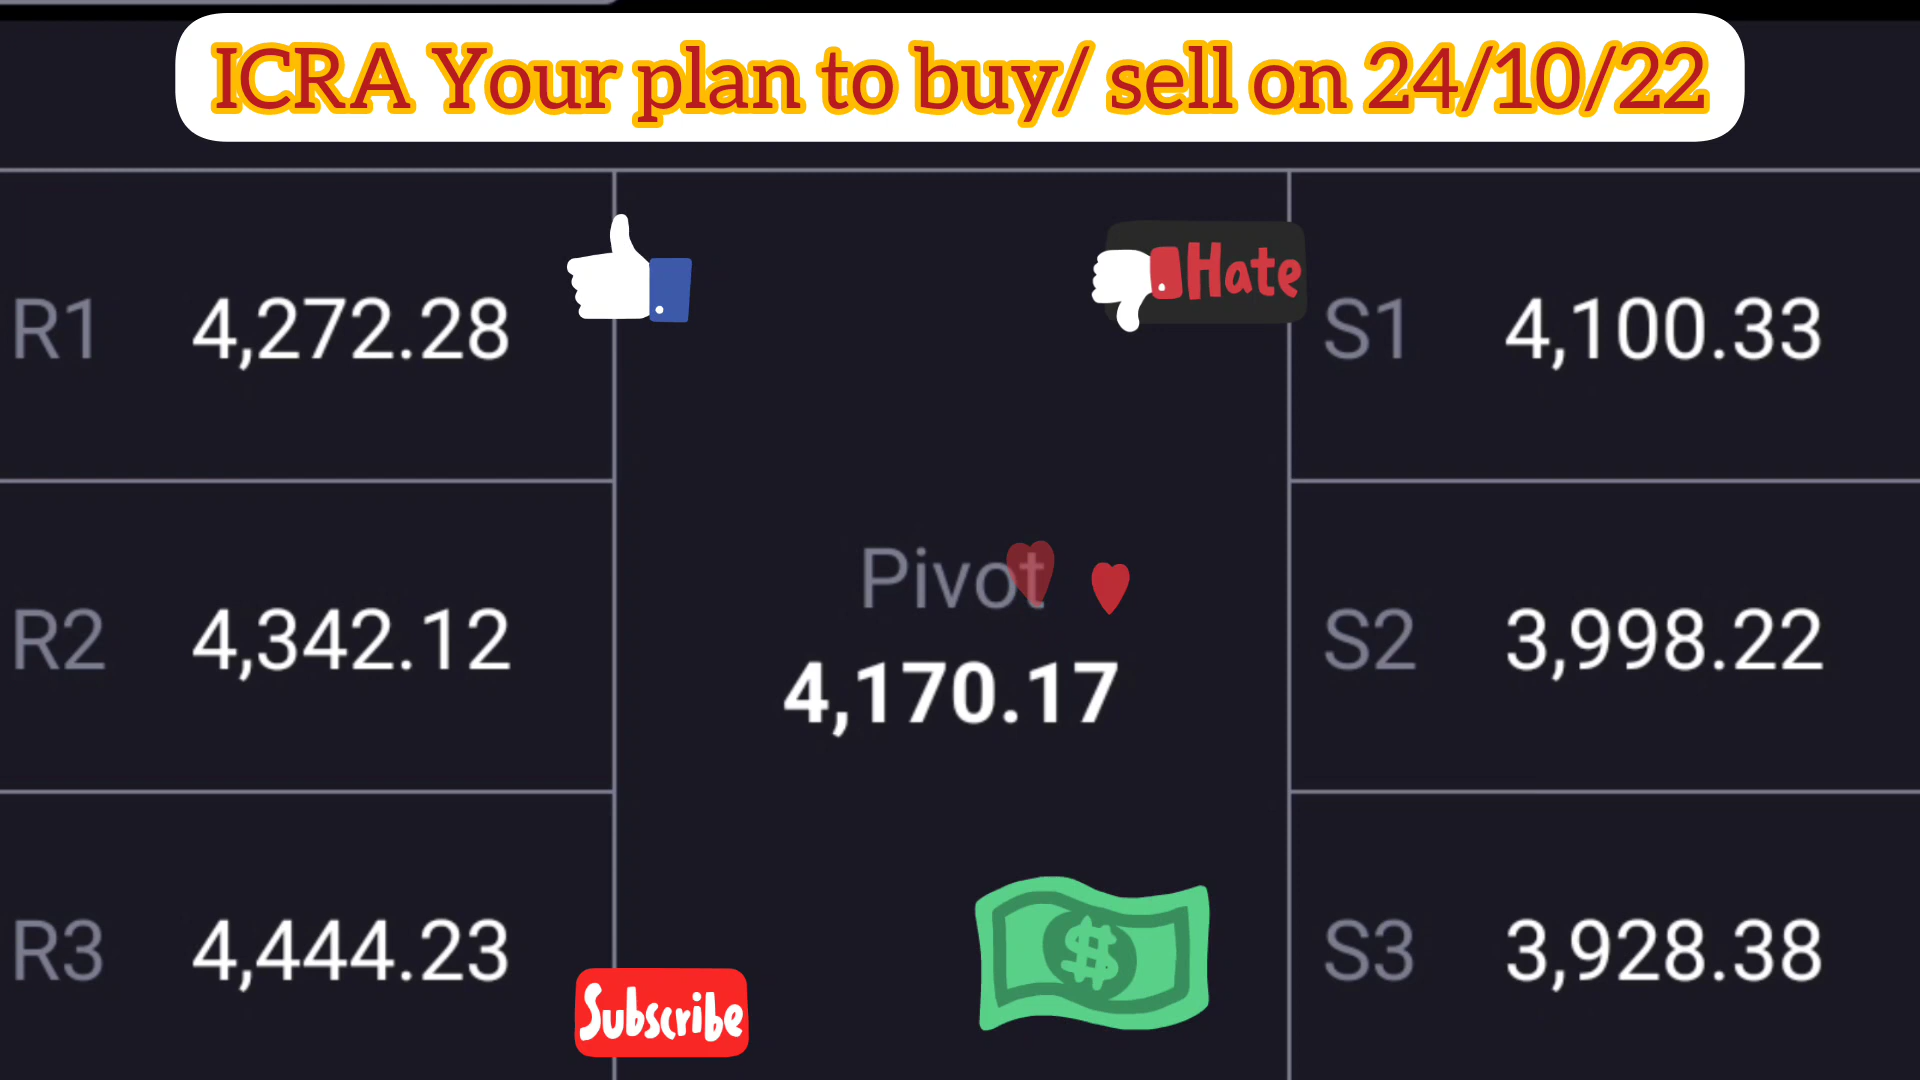 ICRA Your plan to buy/ sell on 24/10/22
R1 4,272.28
Hate
S1 4,100.33
R2 4,342.12
Pivot
4,170.17
S2 3,998.22
R3 4,444.23
Subscribe
$
S3 3,928.38